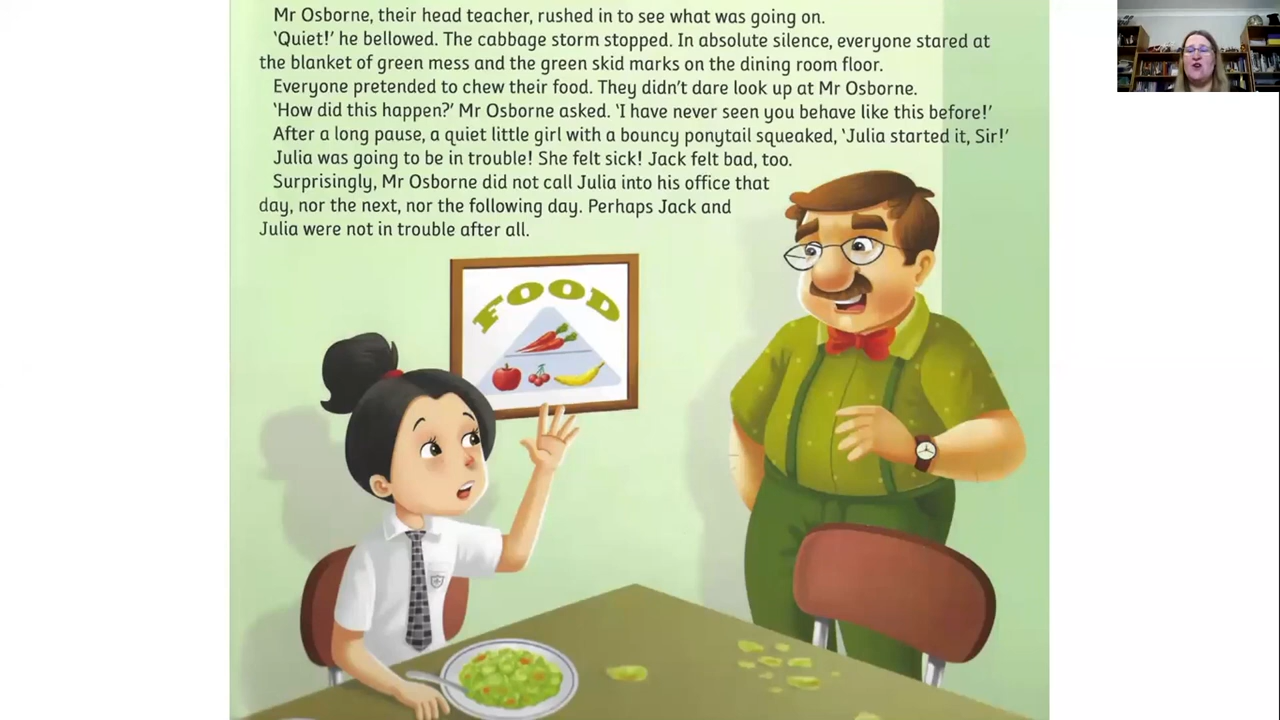 Mr Osborne, their head teacher, rushed in to see what was going on.
‘Quiet!’ he bellowed. The cabbage storm stopped. In absolute silence, everyone stared at
the blanket of green mess and the green skid marks on the dining room floor.
Everyone pretended to chew their food. They didn’t dare look up at Mr Osborne.
‘How did this happen?’ Mr Osborne asked. ‘I have never seen you behave like this before!’
After a long pause, a quiet little girl with a bouncy ponytail squeaked, ‘Julia started it, Sir!’
Julia was going to be in trouble! She felt sick! Jack felt bad, too.
Surprisingly, Mr Osborne did not call Julia into his office that
day, nor the next, nor the following day. Perhaps Jack and
Julia were not in trouble after all.
FOOD